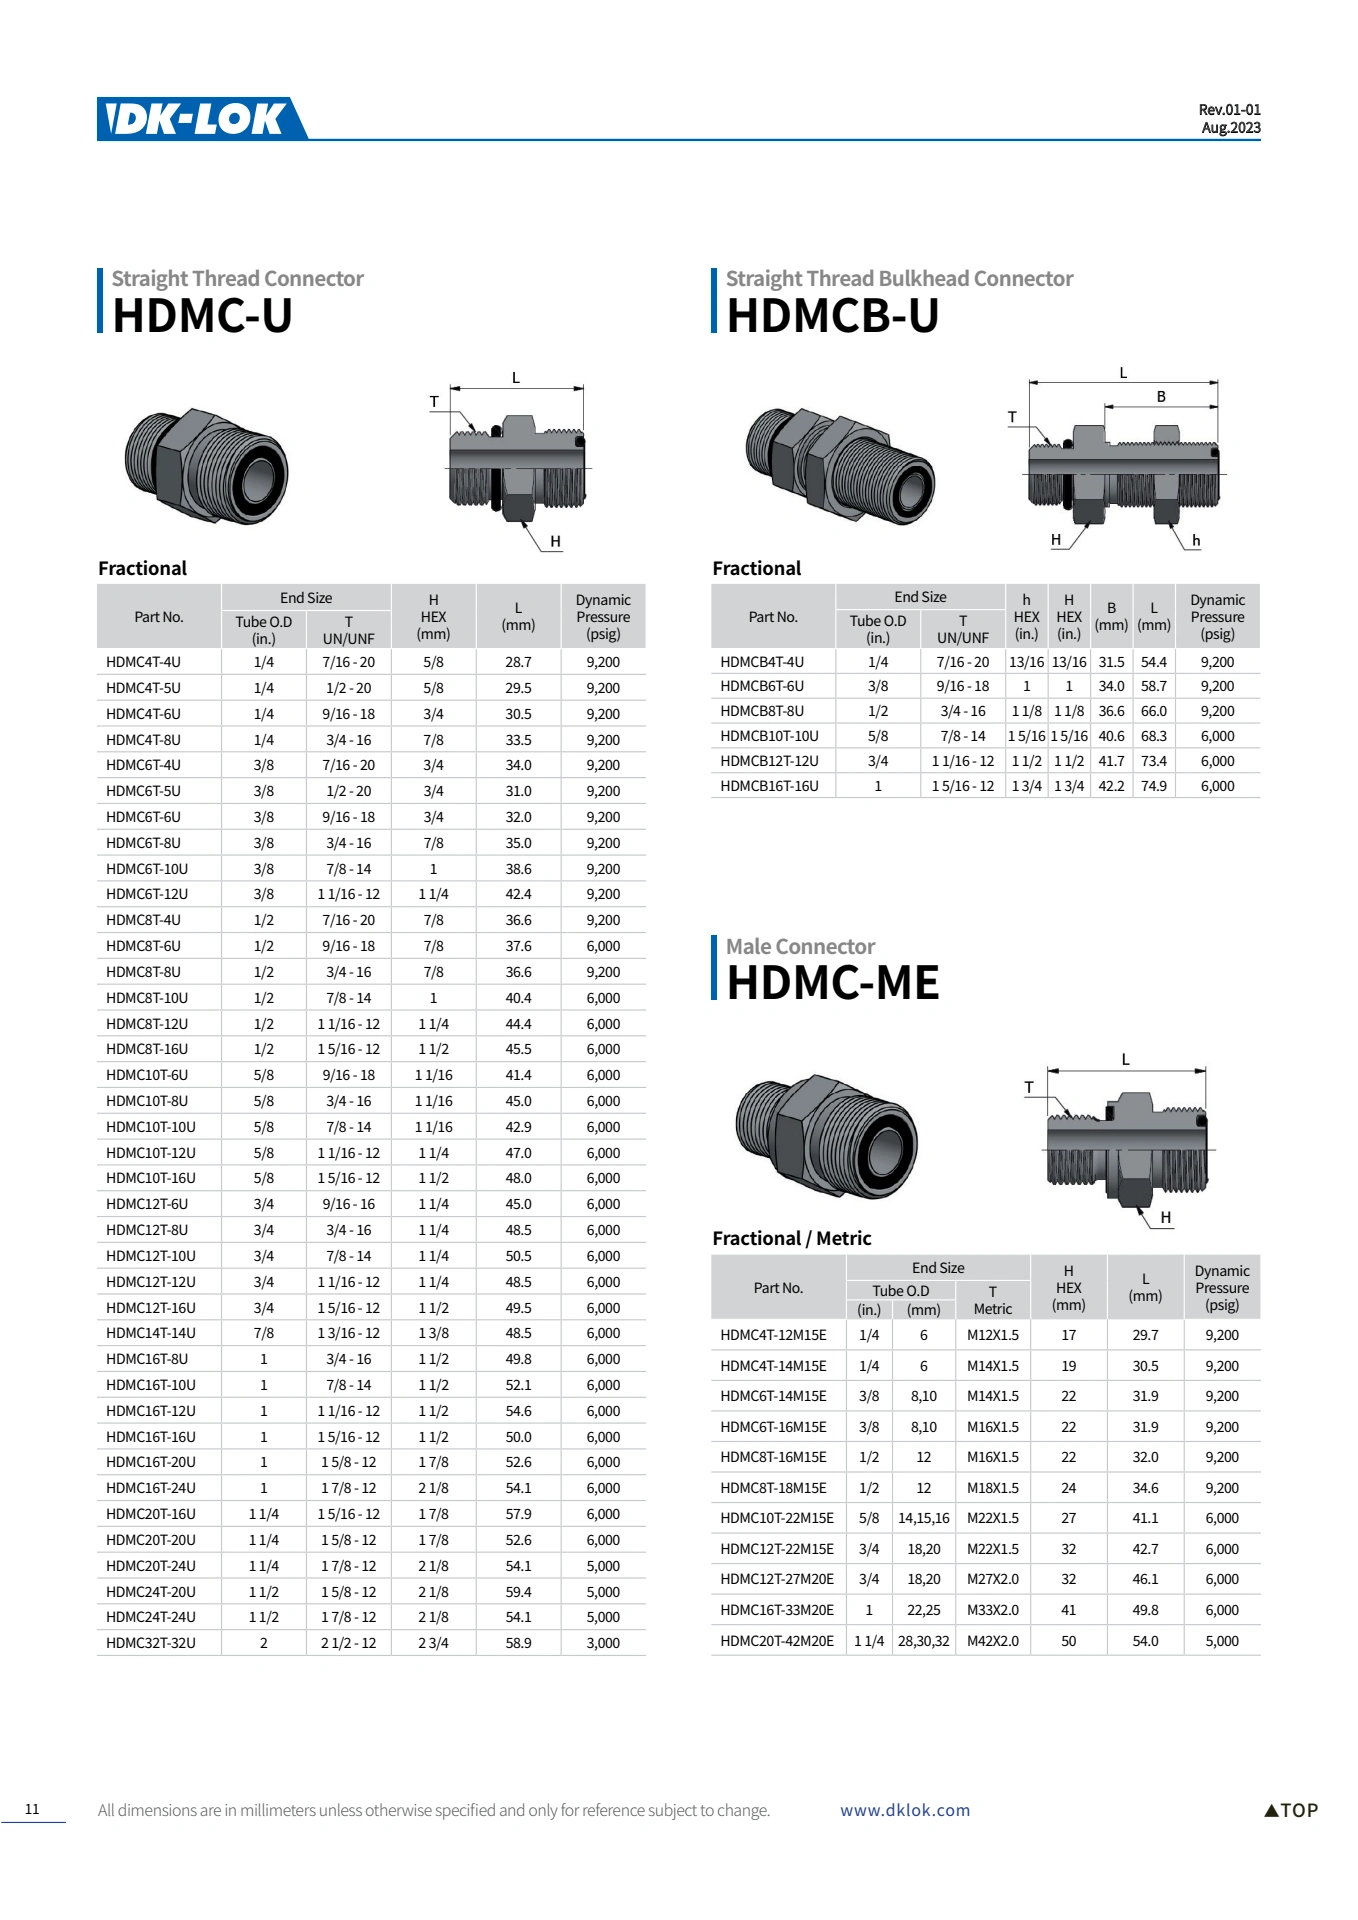 DK-LOK
Rev.01-01
Aug.2023
Straight Thread Connector
HDMC-U
L
T
H
Fractional
Part No. End Size H HEX (mm) L (mm) Dynamic Pressure (psig)
Tube O.D (in.) T UN/UNF
HDMC4T-4U 1/4 7/16 - 20 5/8 28.7 9,200
HDMC4T-5U 1/4 1/2 - 20 5/8 29.5 9,200
HDMC4T-6U 1/4 9/16 - 18 3/4 30.5 9,200
HDMC4T-8U 1/4 3/4 - 16 7/8 33.5 9,200
HDMC6T-4U 3/8 7/16 - 20 3/4 34.0 9,200
HDMC6T-5U 3/8 1/2 - 20 3/4 31.0 9,200
HDMC6T-6U 3/8 9/16 - 18 3/4 32.0 9,200
HDMC6T-8U 3/8 3/4 - 16 7/8 35.0 9,200
HDMC6T-10U 3/8 7/8 - 14 1 38.6 9,200
HDMC6T-12U 3/8 1 1/16 - 12 1 1/4 42.4 9,200
HDMC8T-4U 1/2 7/16 - 20 7/8 36.6 9,200
HDMC8T-6U 1/2 9/16 - 18 7/8 37.6 6,000
HDMC8T-8U 1/2 3/4 - 16 7/8 36.6 9,200
HDMC8T-10U 1/2 7/8 - 14 1 40.4 6,000
HDMC8T-12U 1/2 1 1/16 - 12 1 1/4 44.4 6,000
HDMC8T-16U 1/2 1 5/16 - 12 1 1/2 45.5 6,000
HDMC10T-6U 5/8 9/16 - 18 1 1/16 41.4 6,000
HDMC10T-8U 5/8 3/4 - 16 1 1/16 45.0 6,000
HDMC10T-10U 5/8 7/8 - 14 1 1/16 42.9 6,000
HDMC10T-12U 5/8 1 1/16 - 12 1 1/4 47.0 6,000
HDMC10T-16U 5/8 1 5/16 - 12 1 1/2 48.0 6,000
HDMC12T-6U 3/4 9/16 - 16 1 1/4 45.0 6,000
HDMC12T-8U 3/4 3/4 - 16 1 1/4 48.5 6,000
HDMC12T-10U 3/4 7/8 - 14 1 1/4 50.5 6,000
HDMC12T-12U 3/4 1 1/16 - 12 1 1/4 48.5 6,000
HDMC12T-16U 3/4 1 5/16 - 12 1 1/2 49.5 6,000
HDMC14T-14U 7/8 1 3/16 - 12 1 3/8 48.5 6,000
HDMC16T-8U 1 3/4 - 16 1 1/2 49.8 6,000
HDMC16T-10U 1 7/8 - 14 1 1/2 52.1 6,000
HDMC16T-12U 1 1 1/16 - 12 1 1/2 54.6 6,000
HDMC16T-16U 1 1 5/16 - 12 1 1/2 50.0 6,000
HDMC16T-20U 1 1 5/8 - 12 1 7/8 52.6 6,000
HDMC16T-24U 1 1 7/8 - 12 2 1/8 54.1 6,000
HDMC20T-16U 1 1/4 1 5/16 - 12 1 7/8 57.9 6,000
HDMC20T-20U 1 1/4 1 5/8 - 12 1 7/8 52.6 6,000
HDMC20T-24U 1 1/4 1 7/8 - 12 2 1/8 54.1 5,000
HDMC24T-20U 1 1/2 1 5/8 - 12 2 1/8 59.4 5,000
HDMC24T-24U 1 1/2 1 7/8 - 12 2 1/8 54.1 5,000
HDMC32T-32U 2 2 1/2 - 12 2 3/4 58.9 3,000
Straight Thread Bulkhead Connector
HDMCB-U
L
B
T
H
h
Fractional
Part No. End Size h HEX (in.) H HEX (in.) B (mm) L (mm) Dynamic Pressure (psig)
Tube O.D (in.) T UN/UNF
HDMCB4T-4U 1/4 7/16 - 20 13/16 13/16 31.5 54.4 9,200
HDMCB6T-6U 3/8 9/16 - 18 1 1 34.0 58.7 9,200
HDMCB8T-8U 1/2 3/4 - 16 1 1/8 1 1/8 36.6 66.0 9,200
HDMCB10T-10U 5/8 7/8 - 14 1 5/16 1 5/16 40.6 68.3 6,000
HDMCB12T-12U 3/4 1 1/16 - 12 1 1/2 1 1/2 41.7 73.4 6,000
HDMCB16T-16U 1 1 5/16 - 12 1 3/4 1 3/4 42.2 74.9 6,000
Male Connector
HDMC-ME
L
T
H
Fractional / Metric
Part No. End Size H HEX (mm) L (mm) Dynamic Pressure (psig)
Tube O.D T Metric
(in.) (mm)
HDMC4T-12M15E 1/4 6 M12X1.5 17 29.7 9,200
HDMC4T-14M15E 1/4 6 M14X1.5 19 30.5 9,200
HDMC6T-14M15E 3/8 8,10 M14X1.5 22 31.9 9,200
HDMC6T-16M15E 3/8 8,10 M16X1.5 22 31.9 9,200
HDMC8T-16M15E 1/2 12 M16X1.5 22 32.0 9,200
HDMC8T-18M15E 1/2 12 M18X1.5 24 34.6 9,200
HDMC10T-22M15E 5/8 14,15,16 M22X1.5 27 41.1 6,000
HDMC12T-22M15E 3/4 18,20 M22X1.5 32 42.7 6,000
HDMC12T-27M20E 3/4 18,20 M27X2.0 32 46.1 6,000
HDMC16T-33M20E 1 22,25 M33X2.0 41 49.8 6,000
HDMC20T-42M20E 1 1/4 28,30,32 M42X2.0 50 54.0 5,000
11
All dimensions are in millimeters unless otherwise specified and only for reference subject to change.
www.dklok.com
▲TOP